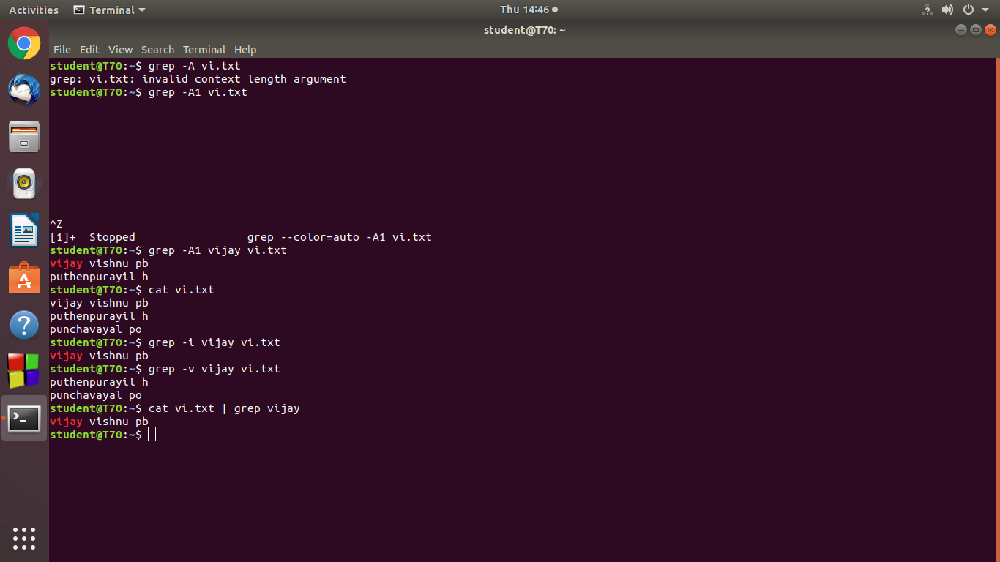 Activities Terminal Thu 14:46
student@T70: ~
File Edit View Search Terminal Help
student@T70:~$ grep -A vi.txt
grep: vi.txt: invalid context length argument
student@T70:~$ grep -A1 vi.txt
^Z
[1]+  Stopped                 grep --color=auto -A1 vi.txt
student@T70:~$ grep -A1 vijay vi.txt
vijay vishnu pb
puthenpurayil h
student@T70:~$ cat vi.txt
vijay vishnu pb
puthenpurayil h
punchavayal po
student@T70:~$ grep -i vijay vi.txt
vijay vishnu pb
student@T70:~$ grep -v vijay vi.txt
puthenpurayil h
punchavayal po
student@T70:~$ cat vi.txt | grep vijay
vijay vishnu pb
student@T70:~$